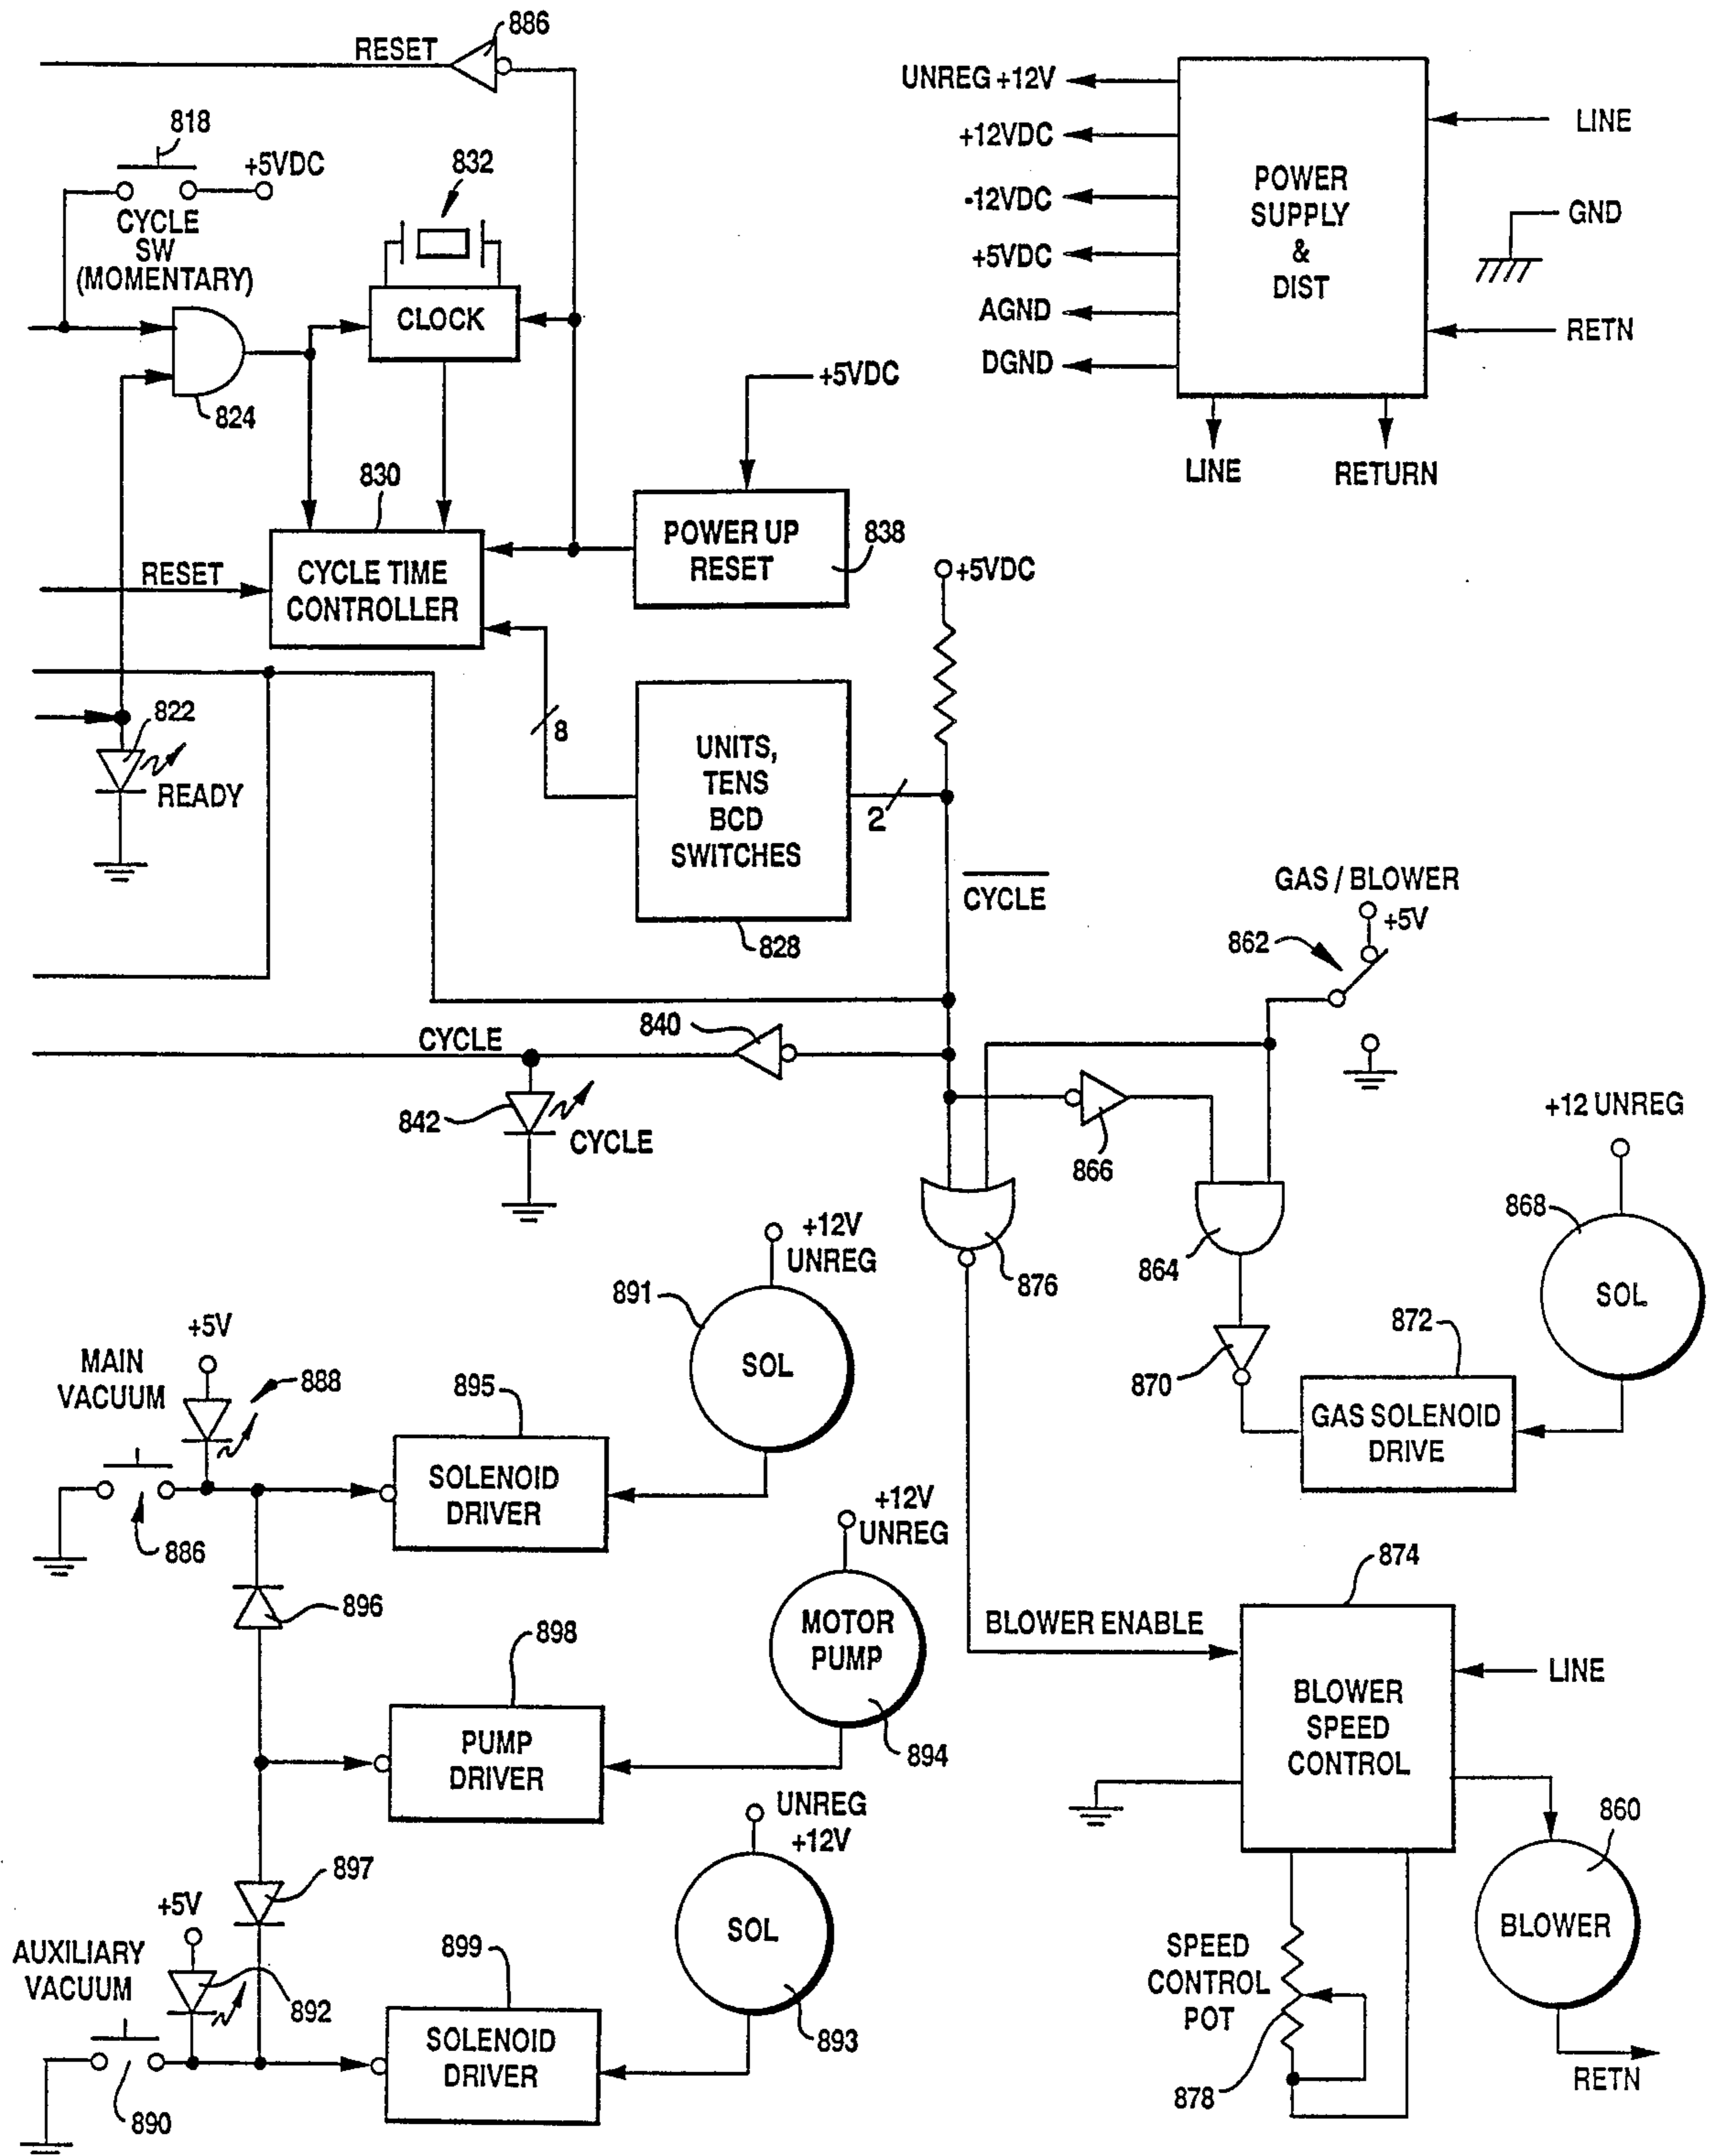 886
RESET
818
+5VDC
CYCLE
SW
(MOMENTARY)
832
CLOCK
824
830
CYCLE TIME
CONTROLLER
RESET
+5VDC
POWER UP
RESET
838
UNREG +12V
+12VDC
-12VDC
+5VDC
AGND
DGND
POWER
SUPPLY
&
DIST
LINE
GND
RETN
LINE
RETURN
822
READY
8
UNITS,
TENS
BCD
SWITCHES
828
2
+5VDC
CYCLE
GAS / BLOWER
+5V
862
CYCLE
840
842
CYCLE
866
876
864
870
872
GAS SOLENOID
DRIVE
+12 UNREG
868
SOL
+12V
UNREG
891
SOL
MAIN
VACUUM
+5V
888
886
895
SOLENOID
DRIVER
896
+12V
UNREG
MOTOR
PUMP
894
898
PUMP
DRIVER
897
UNREG
+12V
SOL
893
AUXILIARY
VACUUM
+5V
892
890
899
SOLENOID
DRIVER
BLOWER ENABLE
874
BLOWER
SPEED
CONTROL
LINE
860
BLOWER
RETN
SPEED
CONTROL
POT
878